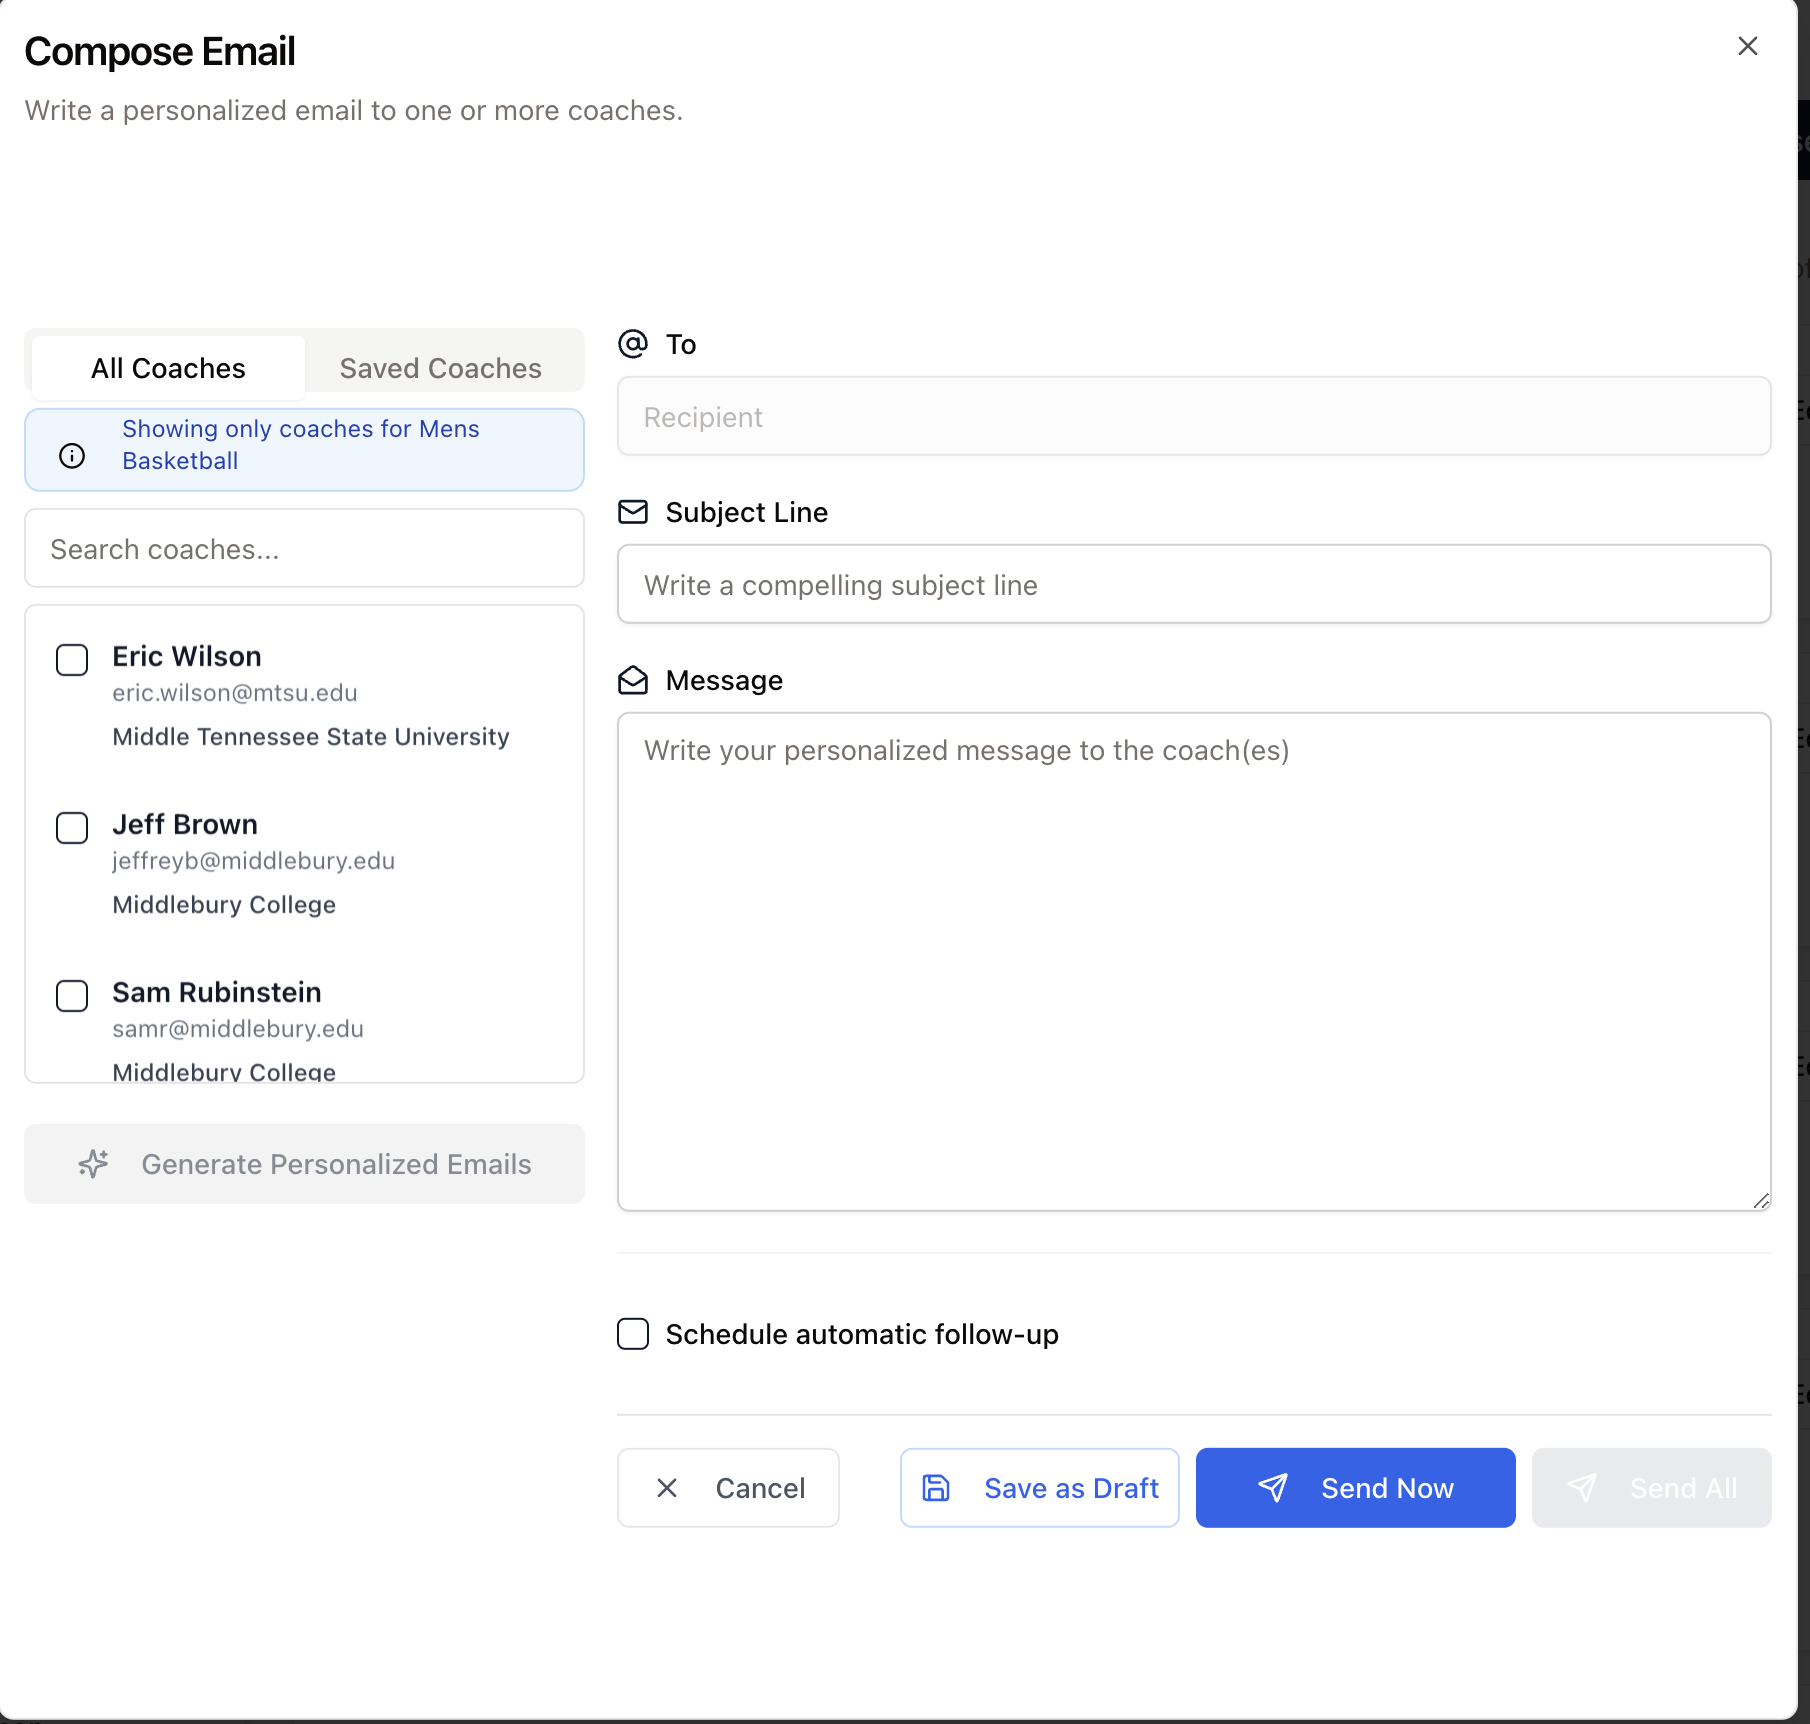 Compose Email
Write a personalized email to one or more coaches.
All Coaches
Saved Coaches
Showing only coaches for Mens
Basketball
Search coaches...
Eric Wilson
eric.wilson@mtsu.edu
Middle Tennessee State University
Jeff Brown
jeffreyb@middlebury.edu
Middlebury College
Sam Rubinstein
samr@middlebury.edu
Middlebury College
Generate Personalized Emails
To
Recipient
Subject Line
Write a compelling subject line
Message
Write your personalized message to the coach(es)
Schedule automatic follow-up
Cancel
Save as Draft
Send Now
Send All